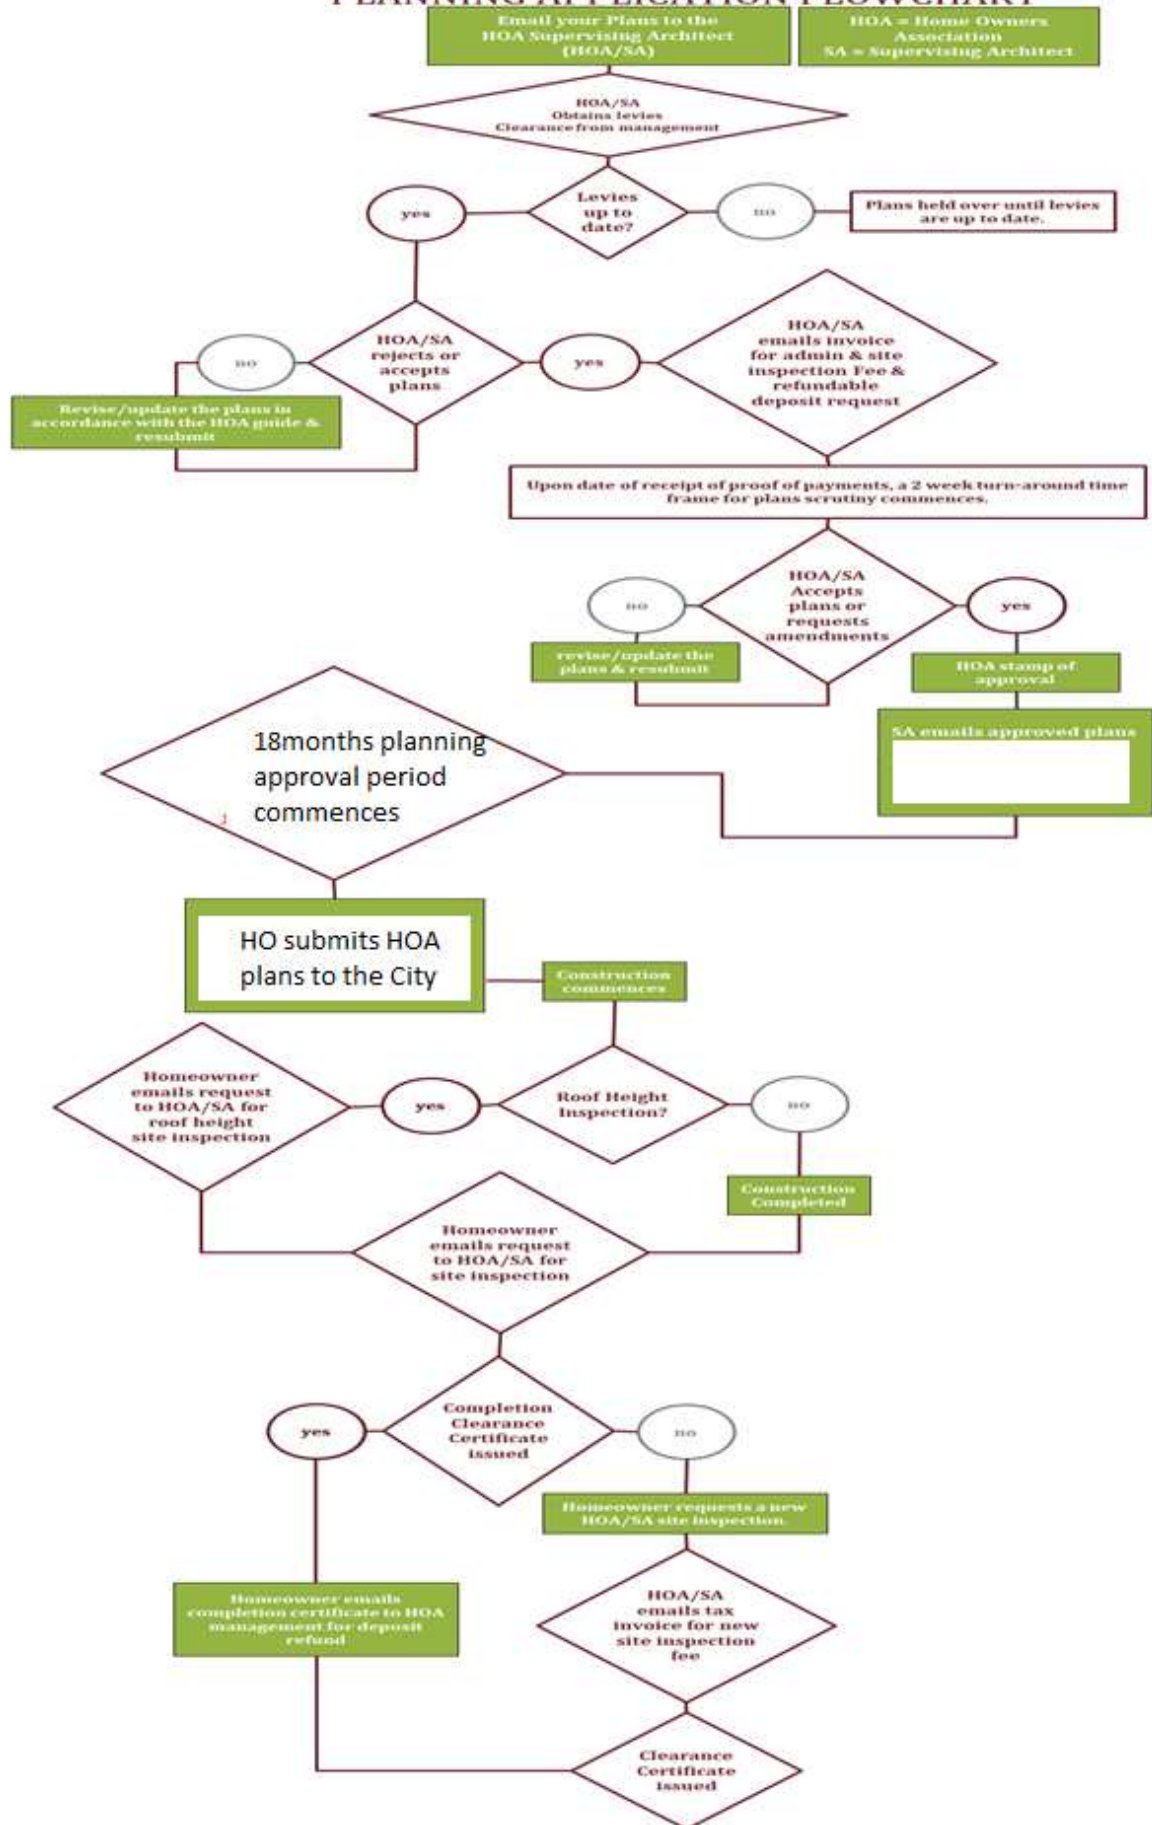 PLANNING APPLICATION FLOWCHART
Email your Plans to the
HOA Supervising Architect
(HOA/SA)
HOA = Home Owners
Association
SA = Supervising Architect
HOA/SA
Obtains levies
Clearance from management
Levies
up to
date?
yes
no
Plans held over until levies
are up to date.
HOA/SA
rejects or
accepts
plans
no
yes
HOA/SA
emails invoice
for admin & site
inspection Fee &
refundable
deposit request
Revise/update the plans in
accordance with the HOA guide &
resubmit
Upon date of receipt of proof of payments, a 2 week turn-around time
frame for plans scrutiny commences.
HOA/SA
Accepts
plans or
requests
amendments
no
yes
revise/update the
plans & resubmit
HOA stamp of
approval
SA emails approved plans
18months planning
approval period
commences
HO submits HOA
plans to the City
Construction
commences
Homeowner
emails request
to HOA/SA for
roof height
site inspection
yes
Roof Height
Inspection?
no
Construction
Completed
Homeowner
emails request
to HOA/SA for
site inspection
Completion
Clearance
Certificate
issued
yes
no
Homeowner requests a new
HOA/SA site inspection.
Homeowner emails
completion certificate to HOA
management for deposit
refund
HOA/SA
emails tax
invoice for new
site inspection
fee
Clearance
Certificate
issued